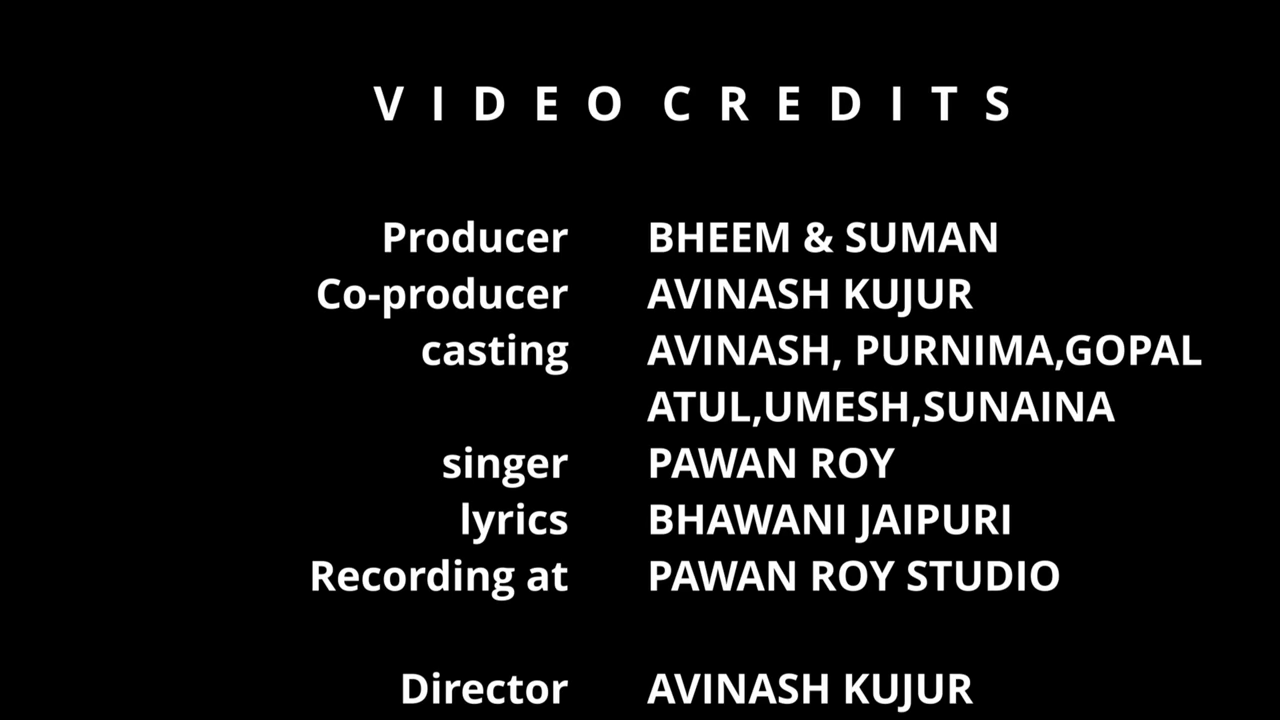 V I D E O C R E D I T S
Producer BHEEM & SUMAN
Co-producer AVINASH KUJUR
casting AVINASH, PURNIMA,GOPAL
ATUL,UMESH,SUNAINA
singer PAWAN ROY
lyrics BHAWANI JAIPURI
Recording at PAWAN ROY STUDIO
Director AVINASH KUJUR